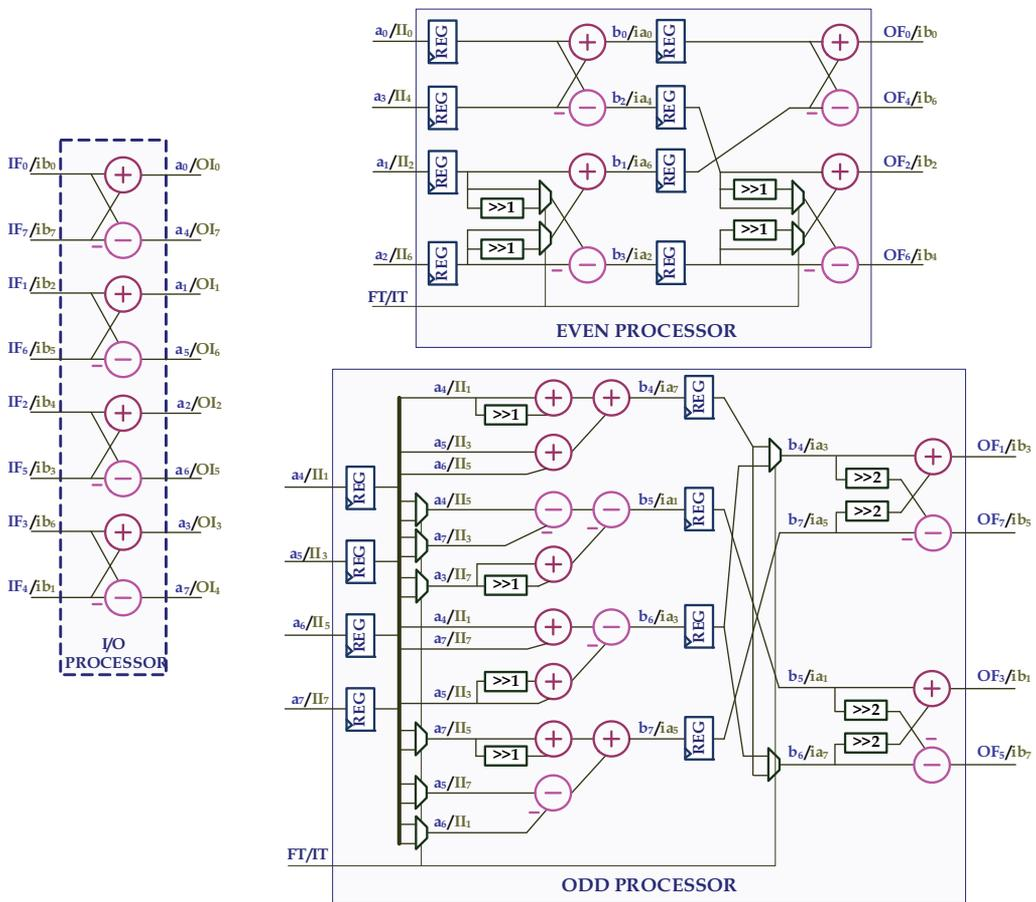 IF0/ib0
a0/OI0
IF7/ib7
a4/OI7
IF1/ib2
a1/OI1
IF6/ib5
a5/OI6
IF2/ib4
a2/OI2
IF5/ib3
a6/OI5
IF3/ib6
a3/OI3
IF4/ib1
a7/OI4
I/O
PROCESSOR
a0/II0
REG
b0/ia0
REG
OF0/ib0
a3/II4
REG
b2/ia4
REG
OF4/ib6
a1/II2
REG
b1/ia6
REG
OF2/ib2
>>1
>>1
>>1
>>1
a2/II6
REG
b3/ia2
REG
OF6/ib4
FT/IT
EVEN PROCESSOR
a4/II1
REG
a5/II3
REG
a6/II5
REG
a7/II7
REG
a4/II1
>>1
b4/ia7
REG
a5/II3
a6/II5
a4/II5
b5/ia1
REG
a7/II3
a3/II7
>>1
a4/II1
b6/ia3
REG
a7/II7
>>1
a5/II3
a7/II5
>>1
b7/ia5
REG
a5/II7
a6/II1
b4/ia3
OF1/ib3
>>2
>>2
b7/ia5
OF7/ib5
b5/ia1
OF3/ib1
>>2
>>2
b6/ia7
OF5/ib7
FT/IT
ODD PROCESSOR